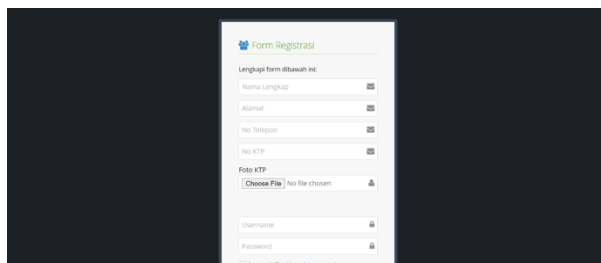 Form Registrasi
Lengkapi form dibawah ini:
Nama Lengkap
Alamat
No Telepon
No KTP
Foto KTP
Choose File No file chosen
Username
Password